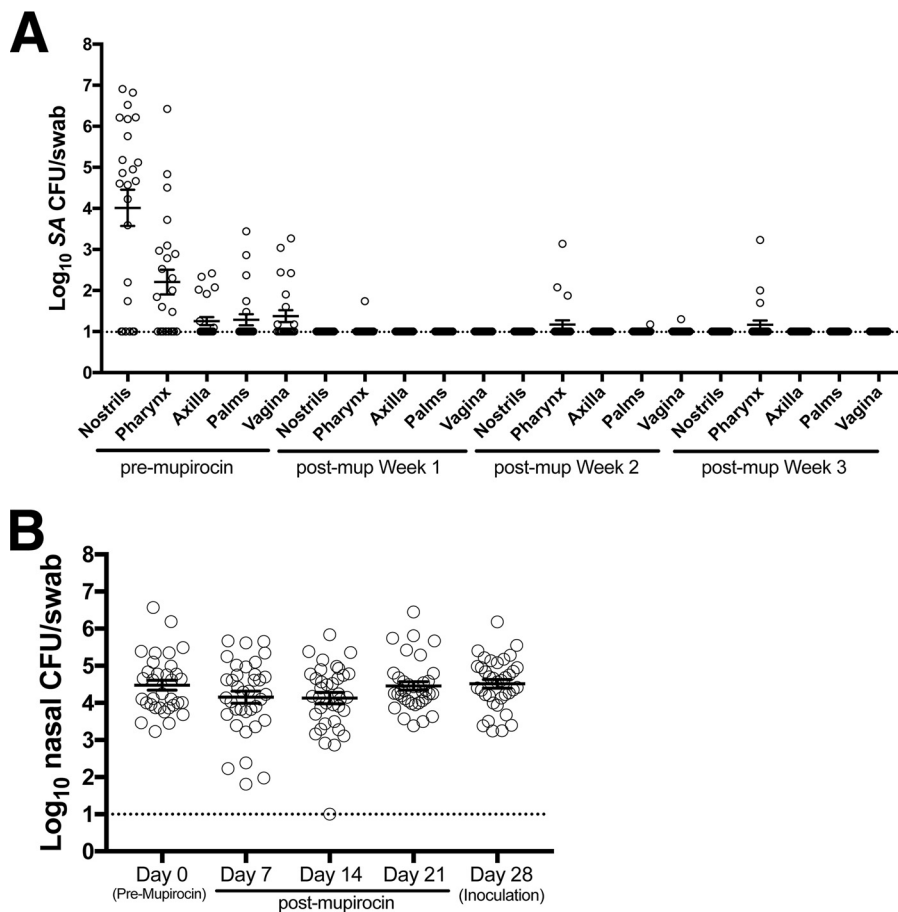 A
Log10 SA CFU/swab
8
7
6
5
4
3
2
1
0
Nostrils Pharynx Axilla Palms Vagina Nostrils Pharynx Axilla Palms Vagina Nostrils Pharynx Axilla Palms Vagina Nostrils Pharynx Axilla Palms Vagina
pre-mupirocin post-mup Week 1 post-mup Week 2 post-mup Week 3
B
Log10 nasal CFU/swab
8
7
6
5
4
3
2
1
0
Day 0 Day 7 Day 14 Day 21 Day 28
(Pre-Mupirocin) (Inoculation)
post-mupirocin